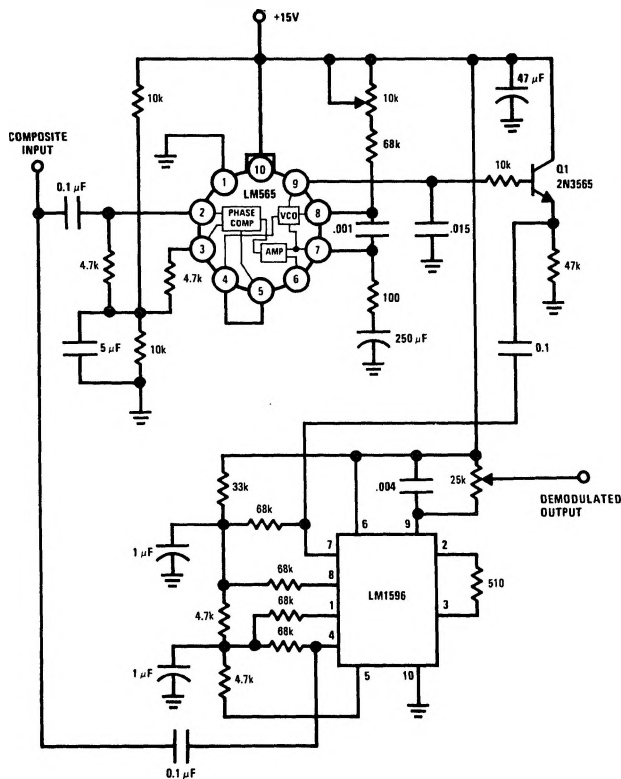 +15V
10k
COMPOSITE
INPUT
0.1 µF
4.7k
5 µF
10k
4.7k
1
2
3
4
5
6
7
8
9
10
LM565
PHASE
COMP
VCO
AMP
10k
68k
.001
.015
100
250 µF
47 µF
10k
Q1
2N3565
47k
0.1
33k
68k
1 µF
68k
4.7k
68k
68k
1 µF
4.7k
0.1 µF
.004
25k
DEMODULATED
OUTPUT
6
9
7
8
1
4
5
10
2
3
LM1596
510